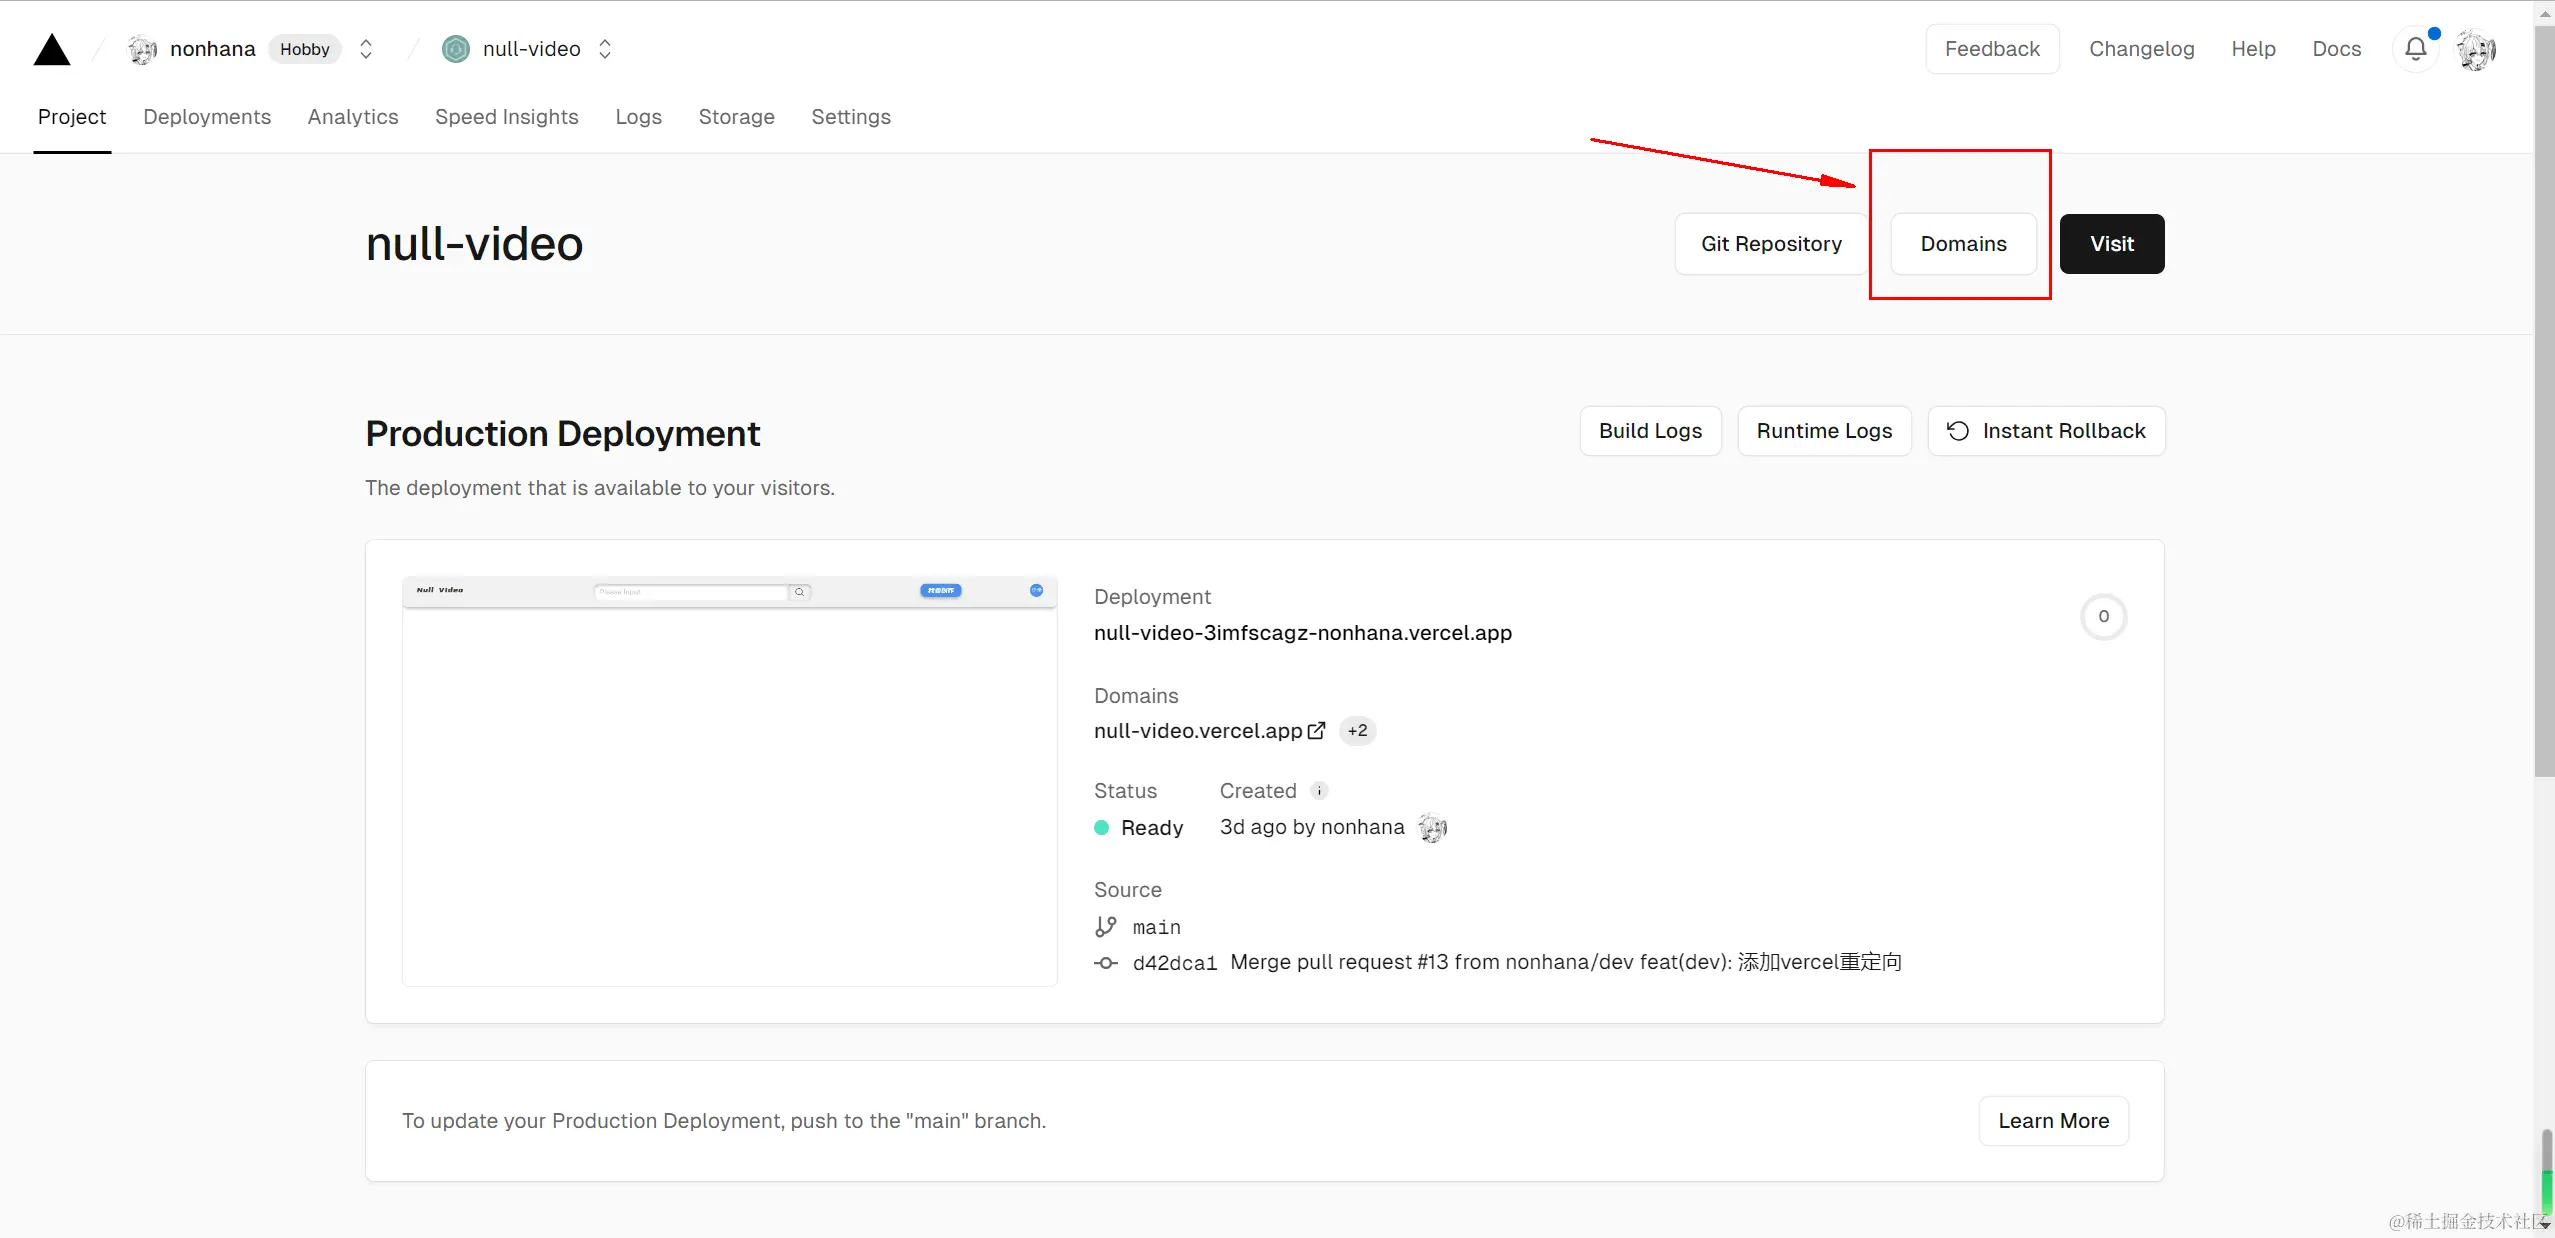 nonhana Hobby null-video Feedback Changelog Help Docs
Project Deployments Analytics Speed Insights Logs Storage Settings
null-video Git Repository Domains Visit
Production Deployment Build Logs Runtime Logs Instant Rollback
The deployment that is available to your visitors.
Null Video Please Input
Deployment
null-video-3imfscagz-nonhana.vercel.app
0
Domains
null-video.vercel.app +2
Status Created
Ready 3d ago by nonhana
Source
main
d42dca1 Merge pull request #13 from nonhana/dev feat(dev): 添加vercel重定向
To update your Production Deployment, push to the "main" branch. Learn More
@稀土掘金技术社区